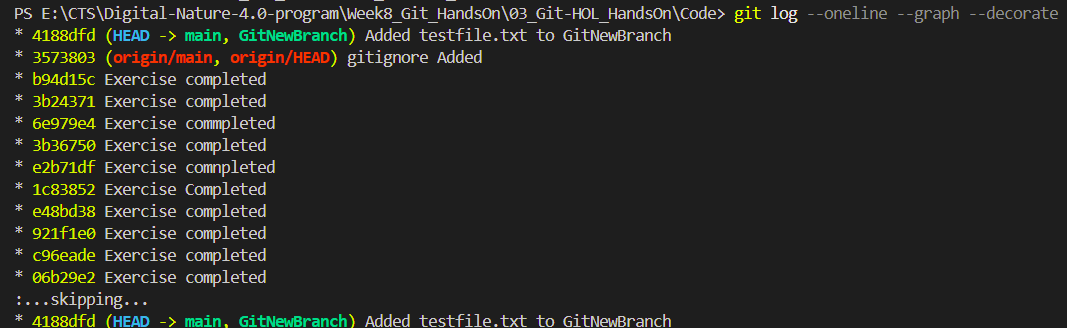 PS E:\CTS\Digital-Nature-4.0-program\Week8_Git_HandsOn\03_Git-HOL_HandsOn\Code> git log --oneline --graph --decorate
* 4188dfd (HEAD -> main, GitNewBranch) Added testfile.txt to GitNewBranch
* 3573803 (origin/main, origin/HEAD) gitignore Added
* b94d15c Exercise completed
* 3b24371 Exercise completed
* 6e979e4 Exercise commpleted
* 3b36750 Exercise completed
* e2b71df Exercise comnpleted
* 1c83852 Exercise Completed
* e48bd38 Exercise completed
* 921f1e0 Exercise completed
* c96eade Exercise completed
* 06b29e2 Exercise completed
:...skipping...
* 4188dfd (HEAD -> main, GitNewBranch) Added testfile.txt to GitNewBranch